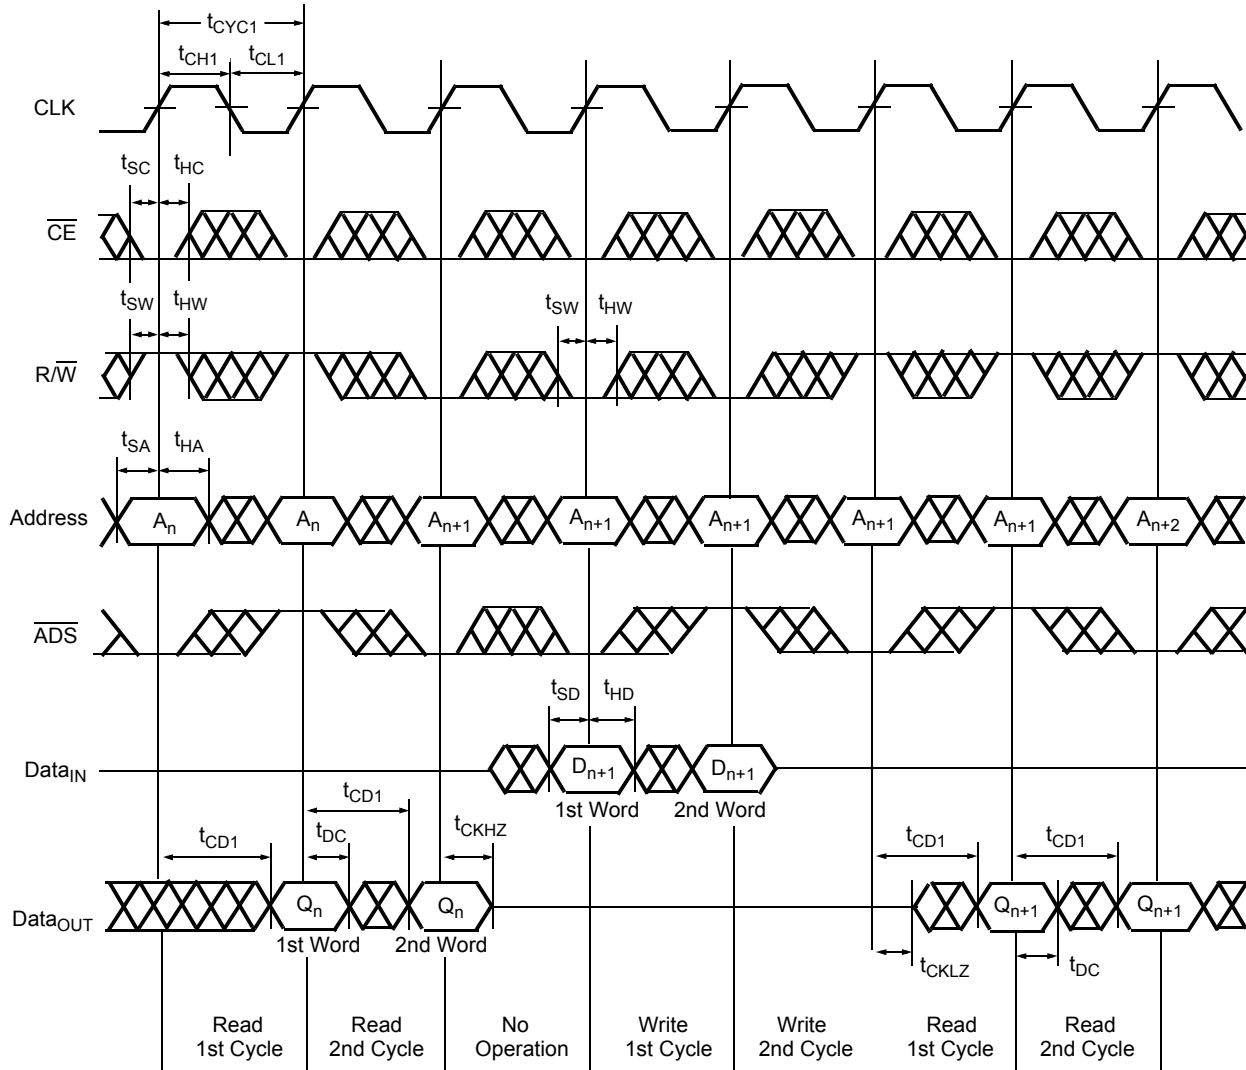 tCYC1
tCH1 tCL1
CLK
tSC tHC
CE
tSW tHW tSW tHW
R/W
tSA tHA
Address An An An+1 An+1 An+1 An+1 An+1 An+2
ADS
tSD tHD
DataIN Dn+1 Dn+1
1st Word 2nd Word
tCD1
tCD1 tDC tCKHZ tCD1 tCD1
DataOUT Qn Qn Qn+1 Qn+1
1st Word 2nd Word
tCKLZ tDC
Read Read No Write Write Read Read
1st Cycle 2nd Cycle Operation 1st Cycle 2nd Cycle 1st Cycle 2nd Cycle